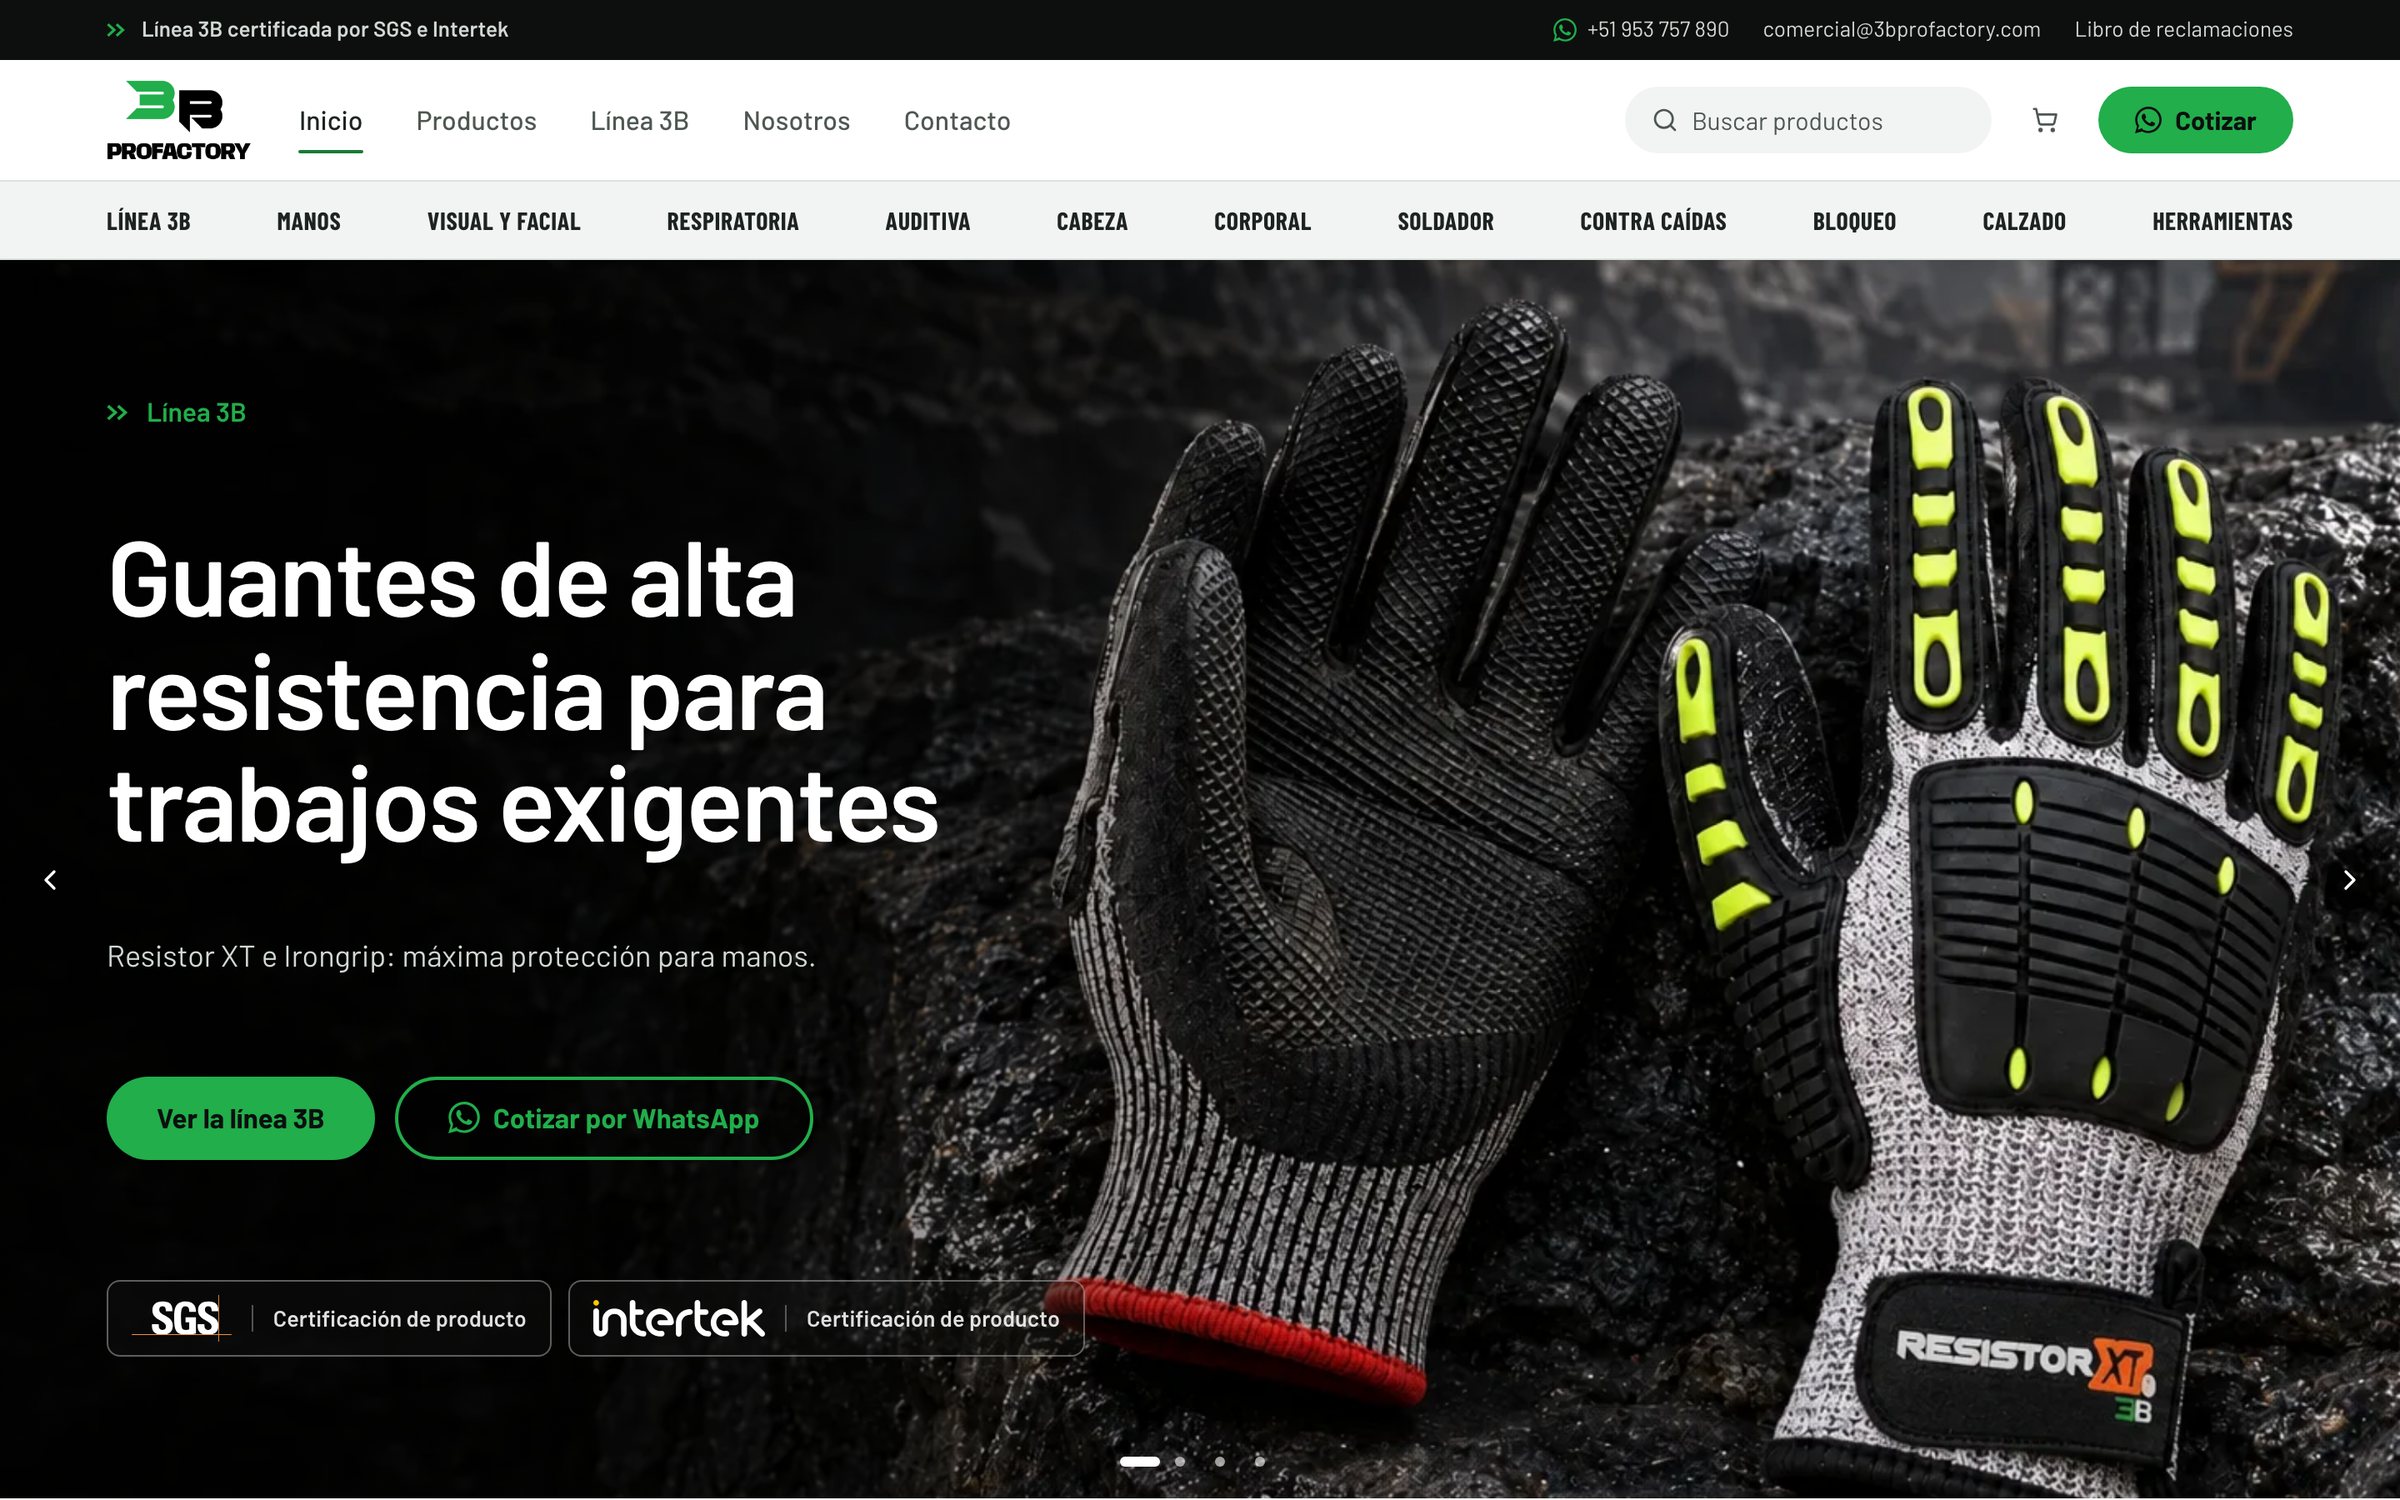 Línea 3B certificada por SGS e Intertek
+51 953 757 890
comercial@3bprofactory.com
Libro de reclamaciones
3B
PROFACTORY
Inicio
Productos
Línea 3B
Nosotros
Contacto
Buscar productos
Cotizar
LÍNEA 3B
MANOS
VISUAL Y FACIAL
RESPIRATORIA
AUDITIVA
CABEZA
CORPORAL
SOLDADOR
CONTRA CAÍDAS
BLOQUEO
CALZADO
HERRAMIENTAS
Línea 3B
Guantes de alta
resistencia para
trabajos exigentes
Resistor XT e Irongrip: máxima protección para manos.
Ver la línea 3B
Cotizar por WhatsApp
SGS
Certificación de producto
intertek
Certificación de producto
RESISTOR XT
3B